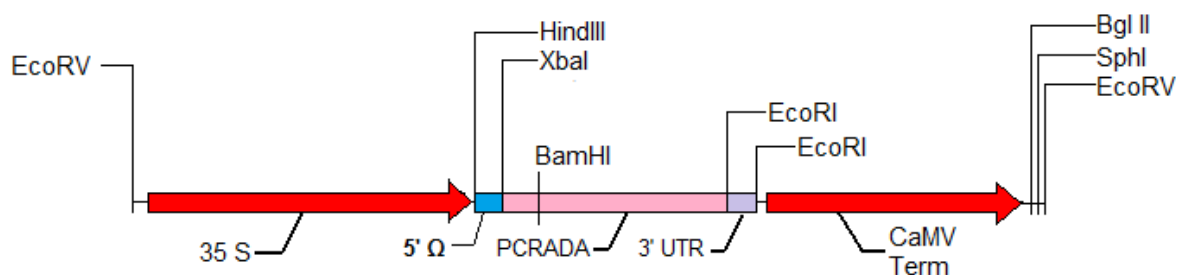 HindIII
XbaI
EcoRV
Bgl II
SphI
EcoRV
EcoRI
EcoRI
BamHI
35 S
5' Ω
PCRADA
3' UTR
CaMV
Term